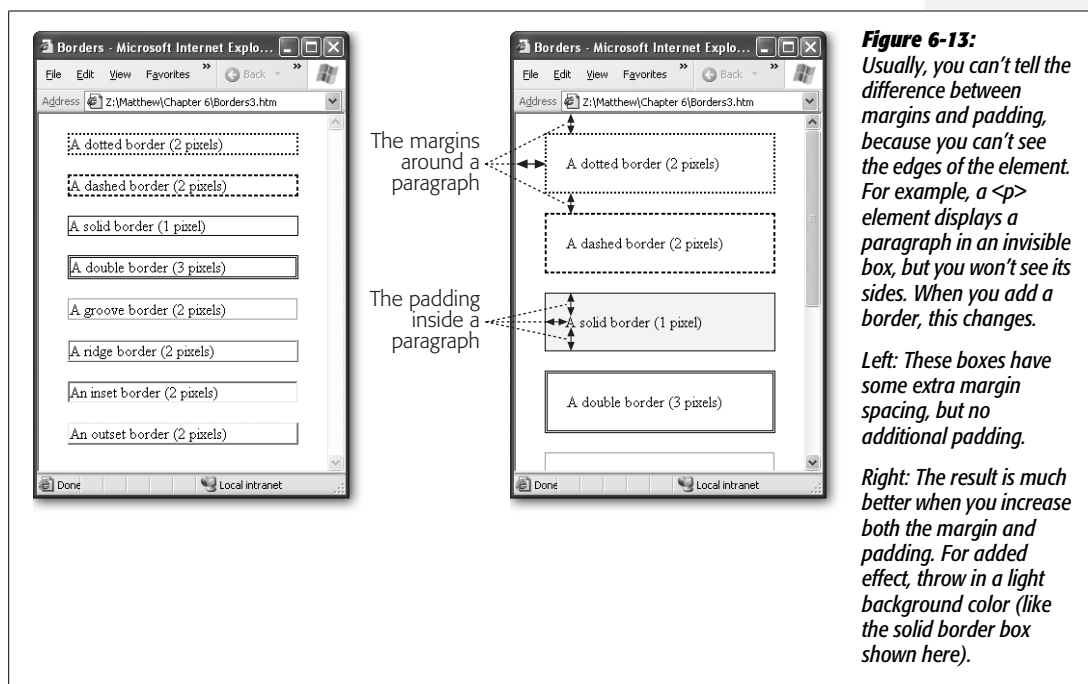 Borders - Microsoft Internet Explo...
File Edit View Favorites » Back »
Address Z:\Matthew\Chapter 6\Borders3.htm
A dotted border (2 pixels)
A dashed border (2 pixels)
A solid border (1 pixel)
A double border (3 pixels)
A groove border (2 pixels)
A ridge border (2 pixels)
An inset border (2 pixels)
An outset border (2 pixels)
Done Local intranet
The margins
around a
paragraph
The padding
inside a
paragraph
Borders - Microsoft Internet Explo...
File Edit View Favorites » Back »
Address Z:\Matthew\Chapter 6\Borders3.htm
A dotted border (2 pixels)
A dashed border (2 pixels)
A solid border (1 pixel)
A double border (3 pixels)
Done Local intranet
Figure 6-13:
Usually, you can't tell the
difference between
margins and padding,
because you can't see
the edges of the element.
For example, a <p>
element displays a
paragraph in an invisible
box, but you won't see its
sides. When you add a
border, this changes.
Left: These boxes have
some extra margin
spacing, but no
additional padding.
Right: The result is much
better when you increase
both the margin and
padding. For added
effect, throw in a light
background color (like
the solid border box
shown here).